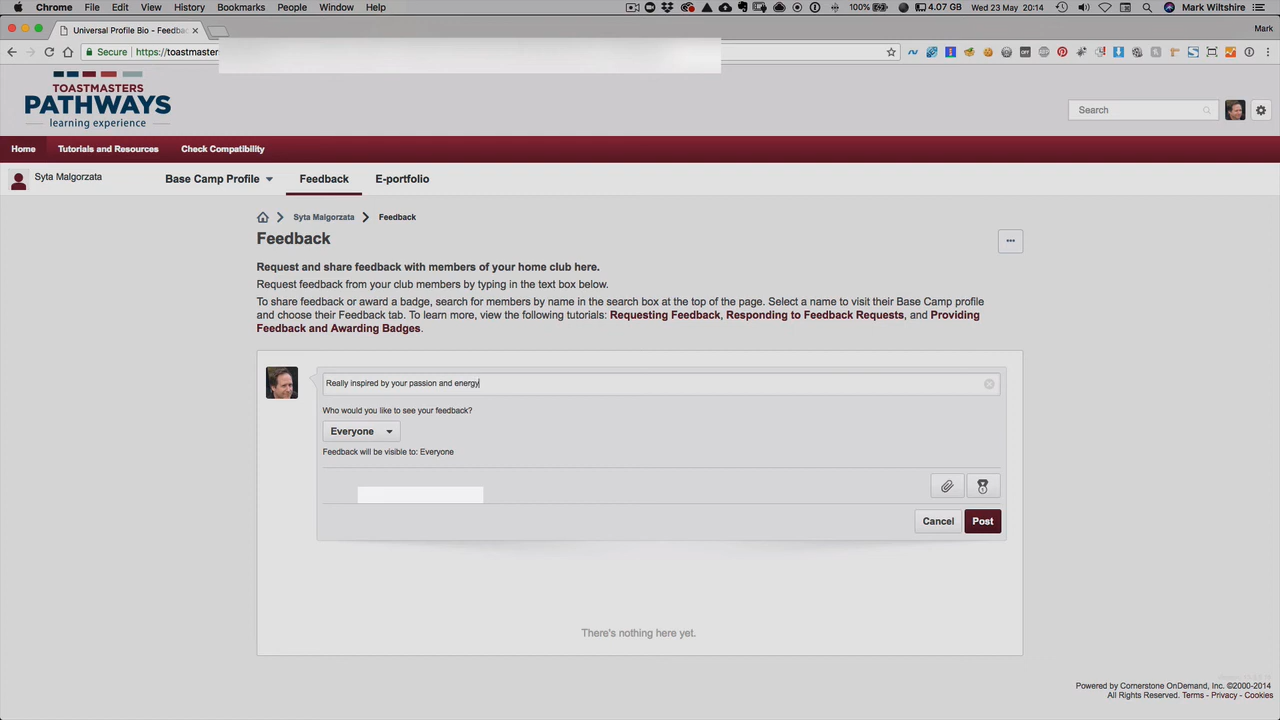 Chrome File Edit View History Bookmarks People Window Help 100% 4.07 GB Wed 23 May 20:14 Mark Wiltshire
Universal Profile Bio - Feedba Mark
Secure https://toastmaster
TOASTMASTERS
PATHWAYS
learning experience
Search
Home Tutorials and Resources Check Compatibility
Syta Malgorzata Base Camp Profile Feedback E-portfolio
Syta Malgorzata Feedback
Feedback
Request and share feedback with members of your home club here.
Request feedback from your club members by typing in the text box below.
To share feedback or award a badge, search for members by name in the search box at the top of the page. Select a name to visit their Base Camp profile
and choose their Feedback tab. To learn more, view the following tutorials: Requesting Feedback, Responding to Feedback Requests, and Providing
Feedback and Awarding Badges.
Really inspired by your passion and energy
Who would you like to see your feedback?
Everyone
Feedback will be visible to: Everyone
Cancel Post
There's nothing here yet.
Powered by Cornerstone OnDemand, Inc. ©2000-2014
All Rights Reserved. Terms - Privacy - Cookies